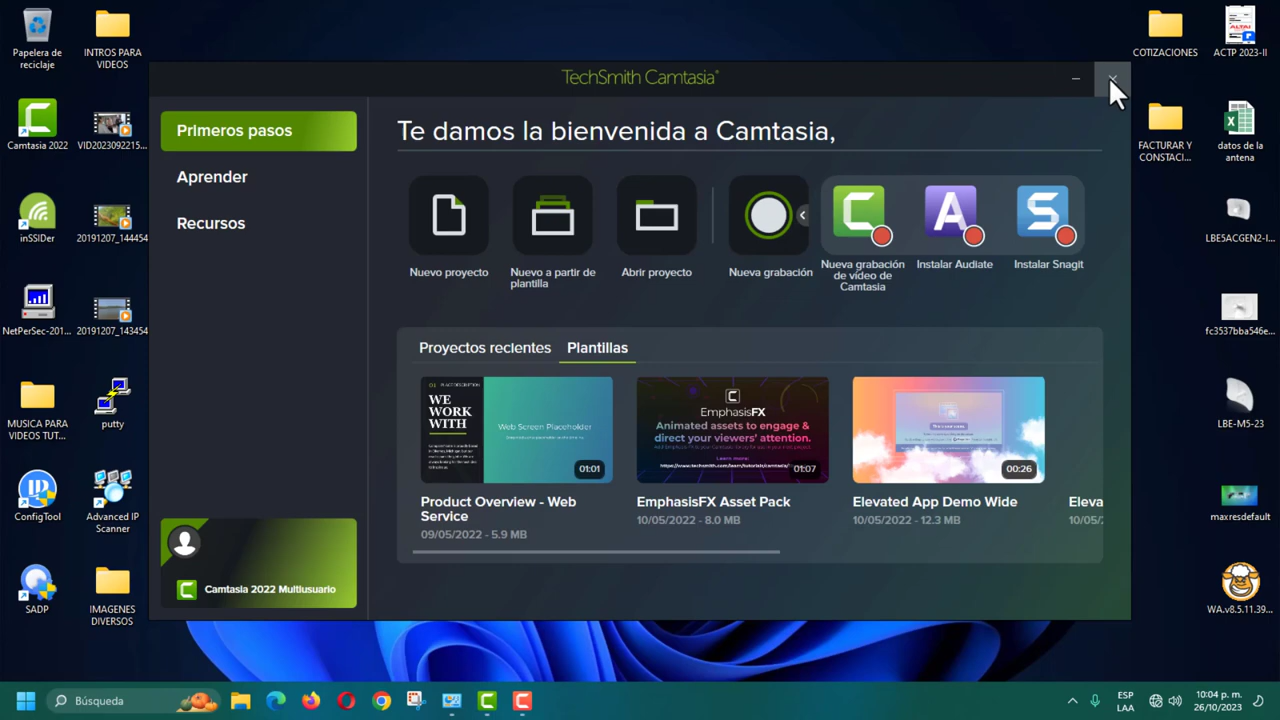 Papelera de
reciclaje
INTROS PARA
VIDEOS
Camtasia 2022
VID2023092215...
inSSIDer
20191207_144454
NetPerSec-201...
20191207_143454
MUSICA PARA
VIDEOS TUT...
putty
ConfigTool
Advanced IP
Scanner
SADP
IMAGENES
DIVERSOS
TechSmith Camtasia
Primeros pasos
Aprender
Recursos
Camtasia 2022 Multiusuario
Te damos la bienvenida a Camtasia,
Nuevo proyecto
Nuevo a partir de
plantilla
Abrir proyecto
Nueva grabación
Nueva grabación
de vídeo de
Camtasia
Instalar Audiate
Instalar Snagit
Proyectos recientes
Plantillas
WE
WORK
WITH
Web Screen Placeholder
01:01
Product Overview - Web
Service
09/05/2022 - 5.9 MB
EmphasisFX
Animated assets to engage &
direct your viewers' attention.
01:07
EmphasisFX Asset Pack
10/05/2022 - 8.0 MB
00:26
Elevated App Demo Wide
10/05/2022 - 12.3 MB
Eleva
10/05/
COTIZACIONES
ACTP 2023-II
FACTURAR Y
CONSTACI...
datos de la
antena
LBE5ACGEN2-I...
fc3537bba546e...
LBE-M5-23
maxresdefault
WA.v8.5.11.39...
Búsqueda
ESP
LAA
10:04 p. m.
26/10/2023